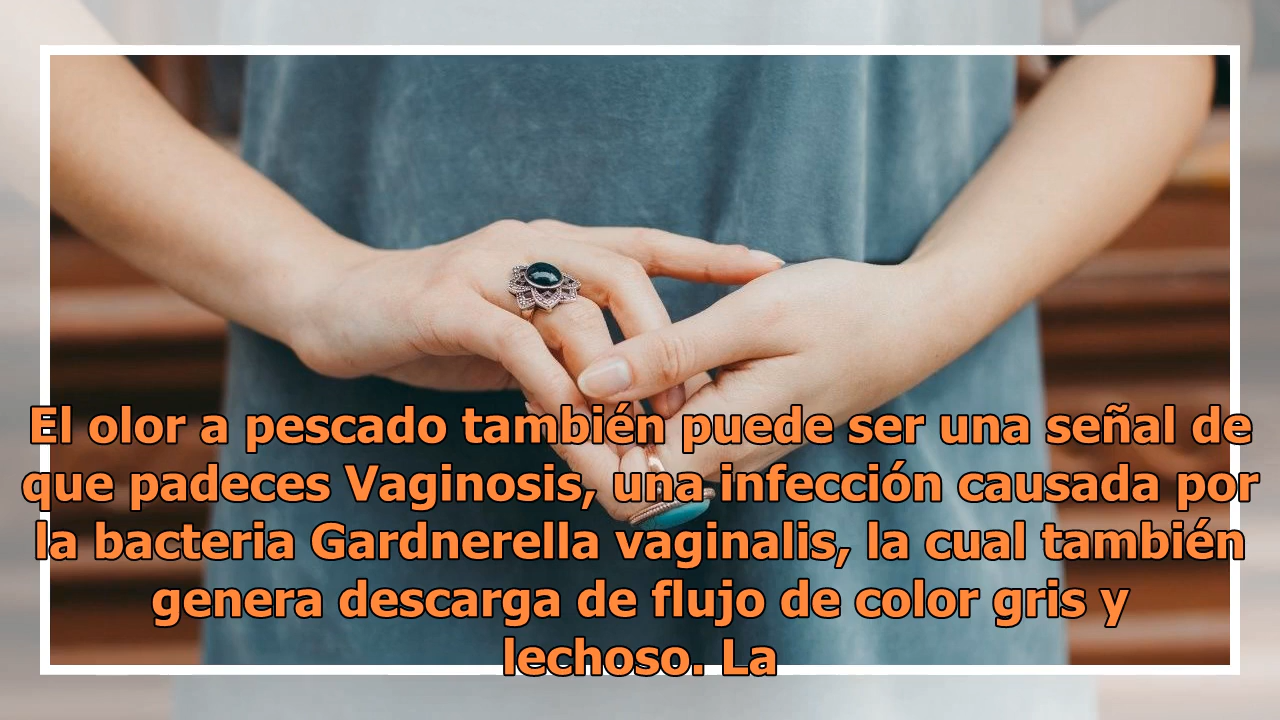 El olor a pescado también puede ser una señal de
que padeces Vaginosis, una infección causada por
la bacteria Gardnerella vaginalis, la cual también
genera descarga de flujo de color gris y
lechoso. La